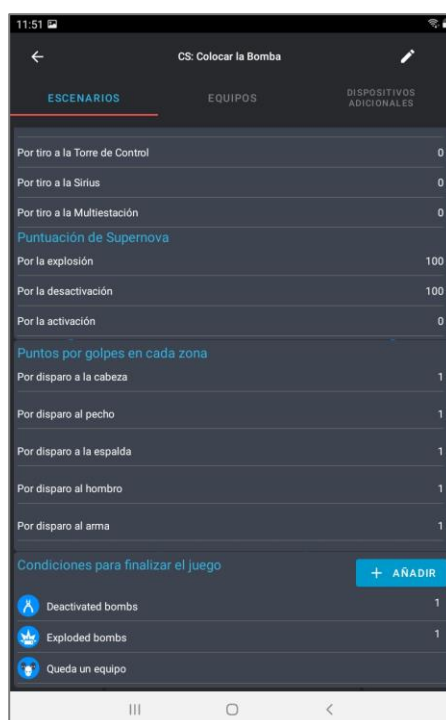 11:51
CS: Colocar la Bomba
ESCENARIOS EQUIPOS DISPOSITIVOS ADICIONALES
Por tiro a la Torre de Control 0
Por tiro a la Sirius 0
Por tiro a la Multiestación 0
Puntuación de Supernova
Por la explosión 100
Por la desactivación 100
Por la activación 0
Puntos por golpes en cada zona
Por disparo a la cabeza 1
Por disparo al pecho 1
Por disparo a la espalda 1
Por disparo al hombro 1
Por disparo al arma 1
Condiciones para finalizar el juego + AÑADIR
Deactivated bombs 1
Exploded bombs 1
Queda un equipo